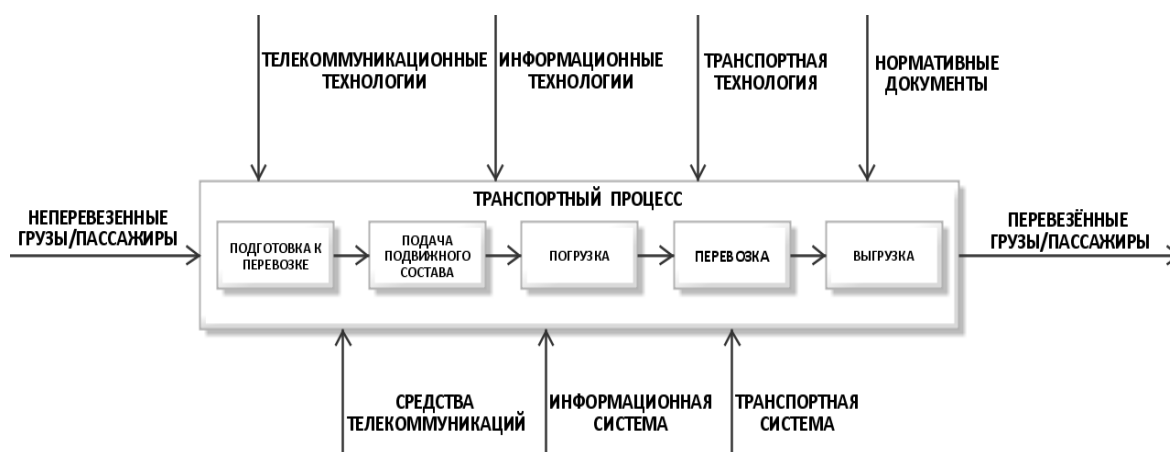 ТЕЛЕКОММУНИКАЦИОННЫЕ
ТЕХНОЛОГИИ
ИНФОРМАЦИОННЫЕ
ТЕХНОЛОГИИ
ТРАНСПОРТНАЯ
ТЕХНОЛОГИЯ
НОРМАТИВНЫЕ
ДОКУМЕНТЫ
ТРАНСПОРТНЫЙ ПРОЦЕСС
НЕПЕРЕВЕЗЕННЫЕ
ГРУЗЫ/ПАССАЖИРЫ
ПОДГОТОВКА К
ПЕРЕВОЗКЕ
ПОДАЧА
ПОДВИЖНОГО
СОСТАВА
ПОГРУЗКА
ПЕРЕВОЗКА
ВЫГРУЗКА
ПЕРЕВЕЗЁННЫЕ
ГРУЗЫ/ПАССАЖИРЫ
СРЕДСТВА
ТЕЛЕКОММУНИКАЦИЙ
ИНФОРМАЦИОННАЯ
СИСТЕМА
ТРАНСПОРТНАЯ
СИСТЕМА